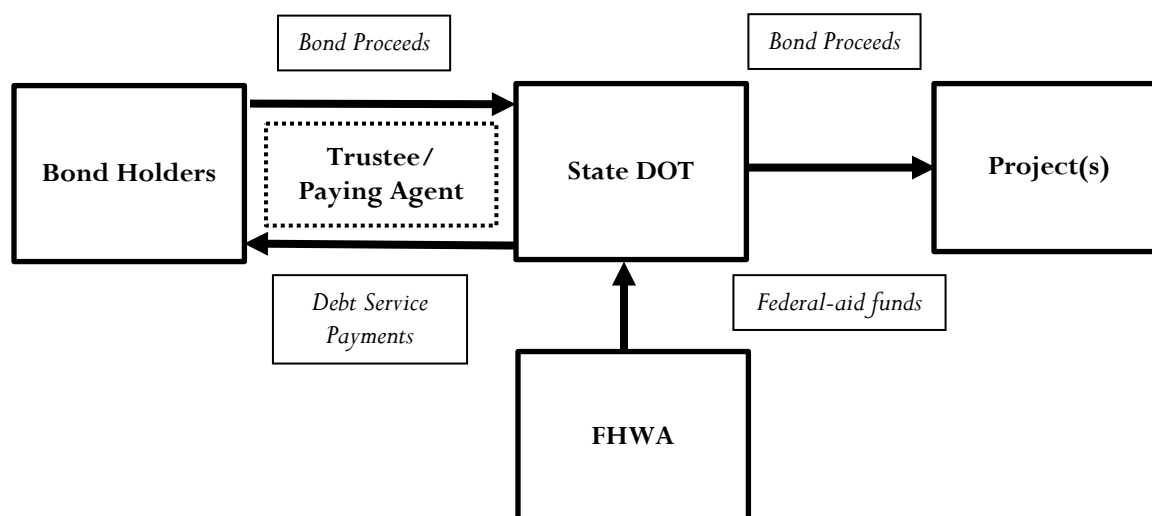 Bond Proceeds
Bond Proceeds
Bond Holders
Trustee/
Paying Agent
State DOT
Project(s)
Debt Service
Payments
Federal-aid funds
FHWA